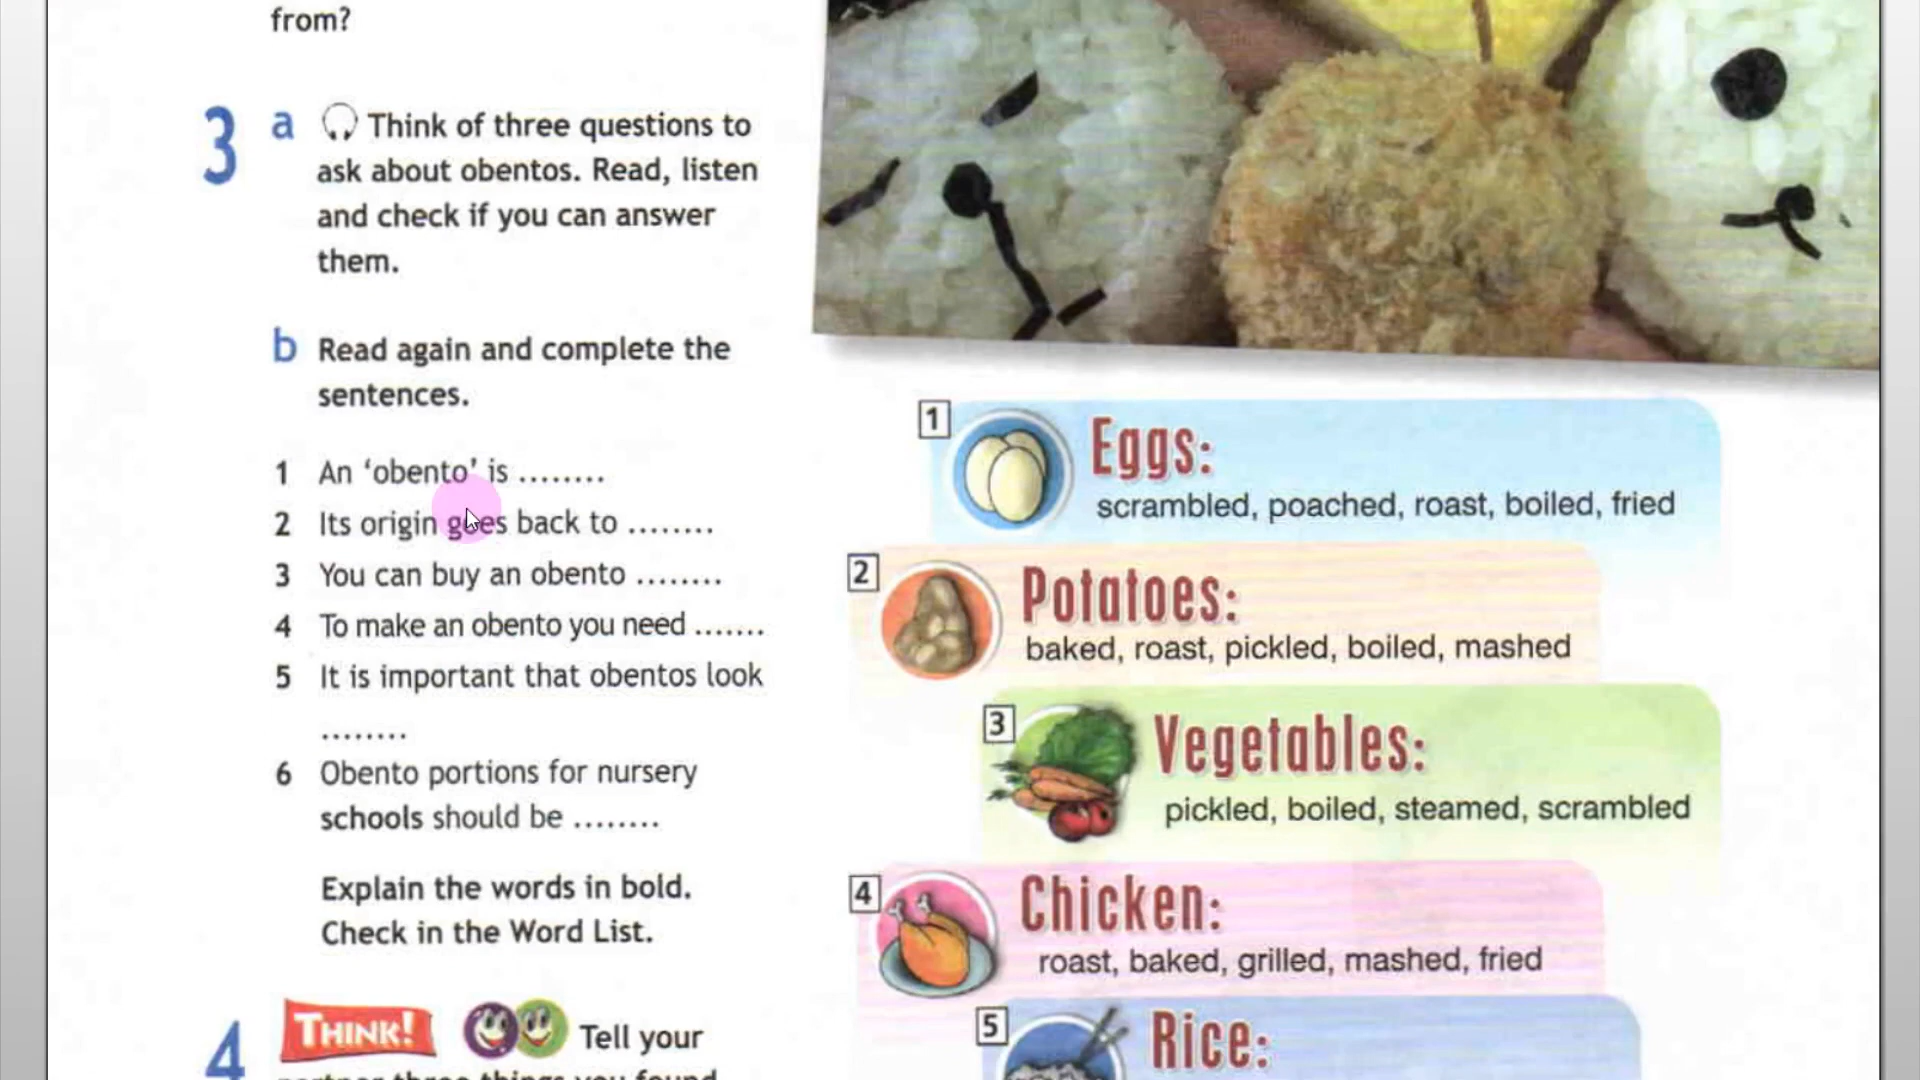 from?
3 a Think of three questions to
ask about obentos. Read, listen
and check if you can answer
them.
b Read again and complete the
sentences.
1 An ‘obento’ is ........
2 Its origin goes back to ........
3 You can buy an obento ........
4 To make an obento you need .......
5 It is important that obentos look
........
6 Obento portions for nursery
schools should be ........
Explain the words in bold.
Check in the Word List.
4 THINK! Tell your
partner three things you found
1 Eggs:
scrambled, poached, roast, boiled, fried
2 Potatoes:
baked, roast, pickled, boiled, mashed
3 Vegetables:
pickled, boiled, steamed, scrambled
4 Chicken:
roast, baked, grilled, mashed, fried
5 Rice: